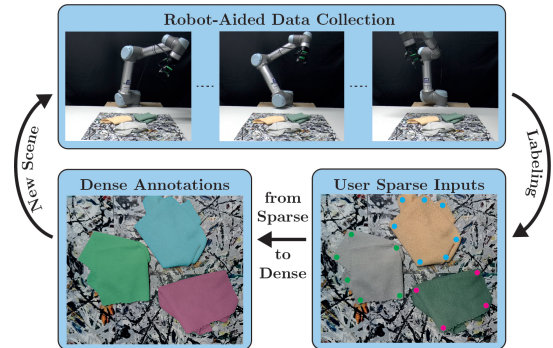 Robot-Aided Data Collection
New Scene
Labeling
Dense Annotations
from
Sparse
to
Dense
User Sparse Inputs